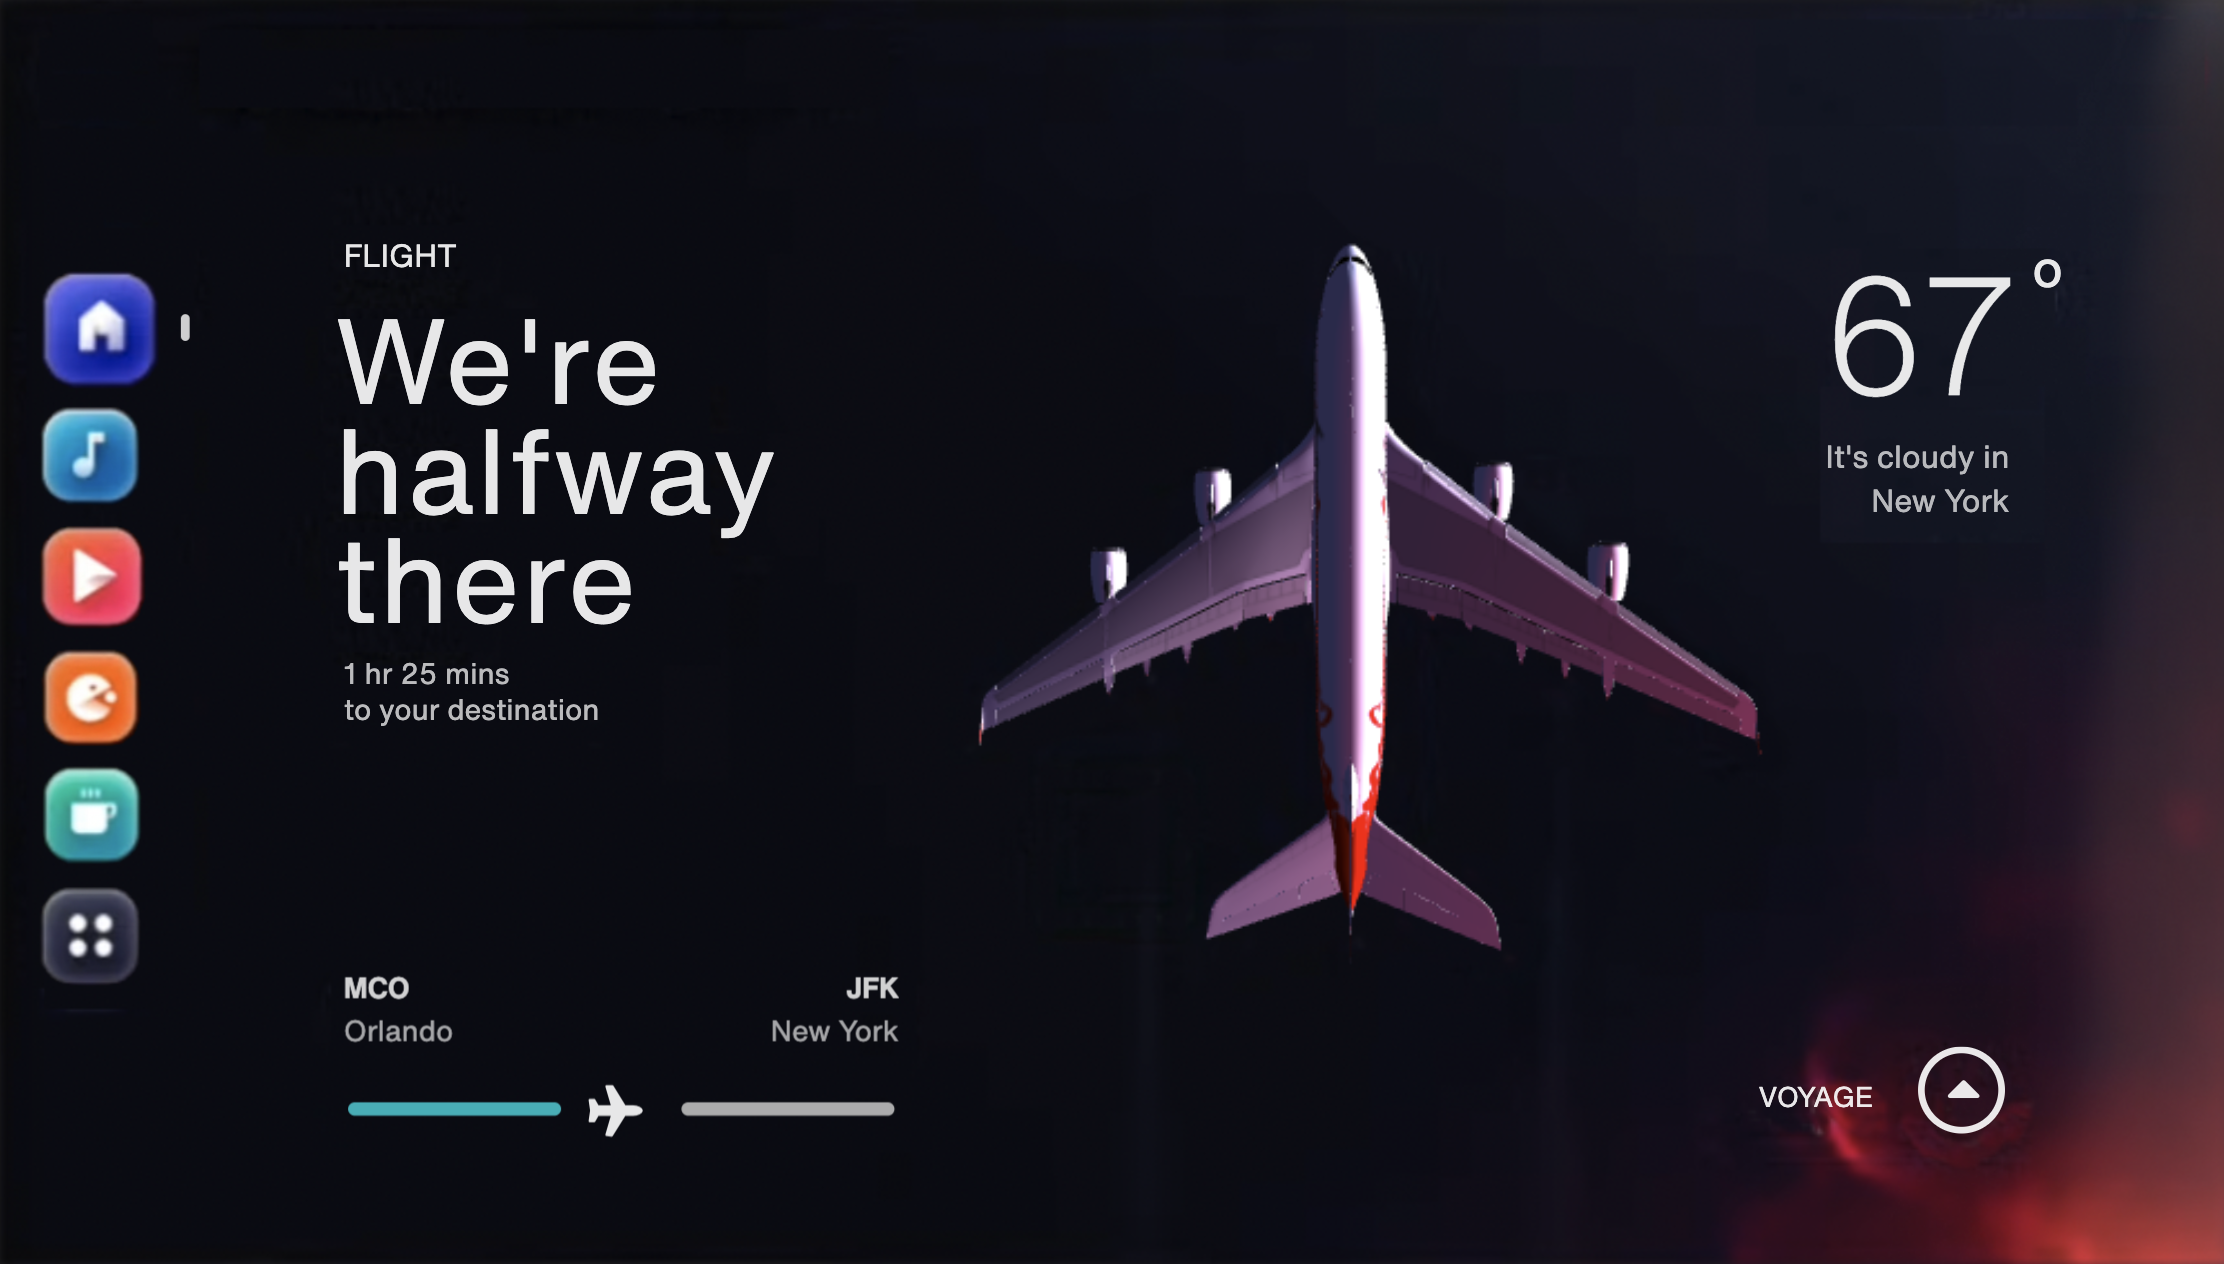 FLIGHT
We're
halfway
there
1 hr 25 mins
to your destination
MCO
Orlando
JFK
New York
67°
It's cloudy in
New York
VOYAGE